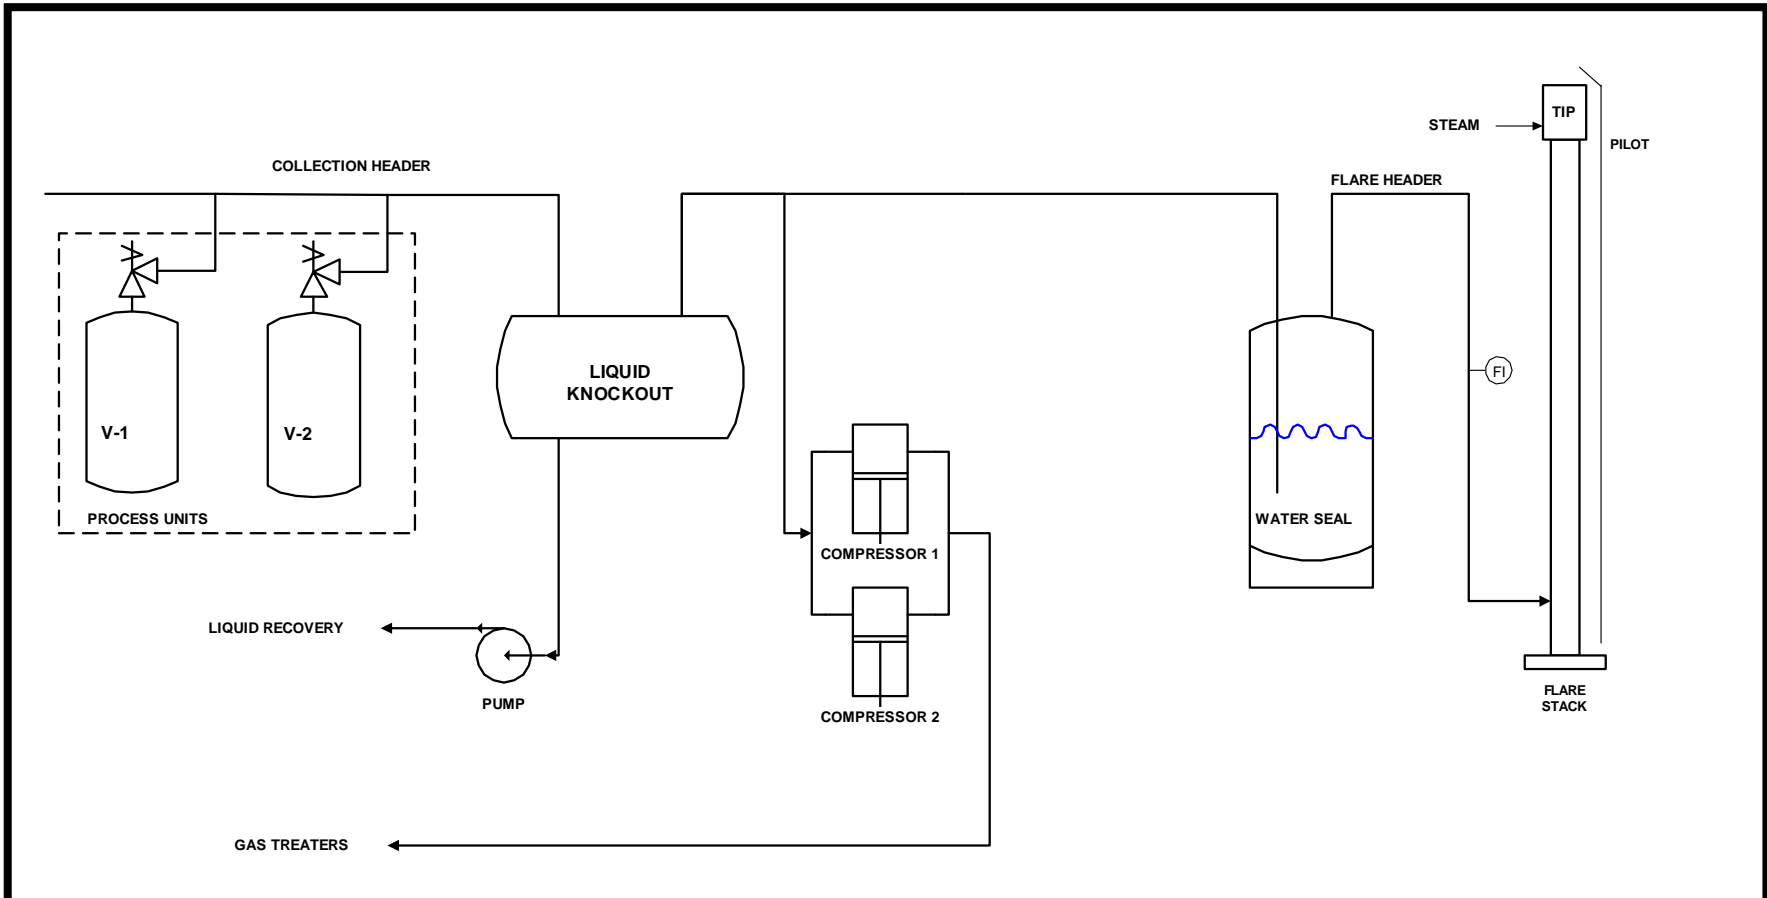 TIP
STEAM
PILOT
COLLECTION HEADER
FLARE HEADER
LIQUID
KNOCKOUT
FI
V-1
V-2
PROCESS UNITS
WATER SEAL
COMPRESSOR 1
LIQUID RECOVERY
PUMP
FLARE
STACK
COMPRESSOR 2
GAS TREATERS